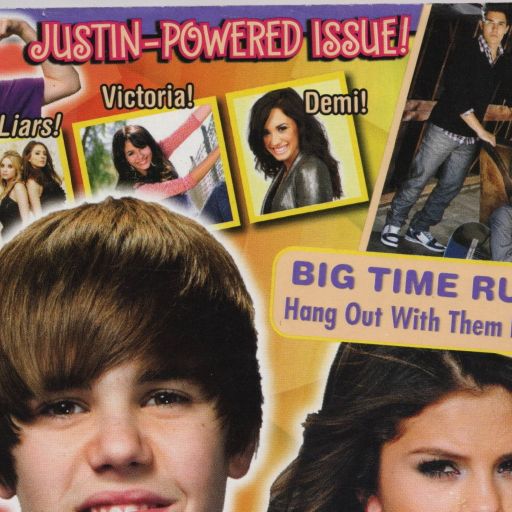 JUSTIN-POWERED ISSUE!
Liars!
Victoria!
Demi!
BIG TIME RU
Hang Out With Them